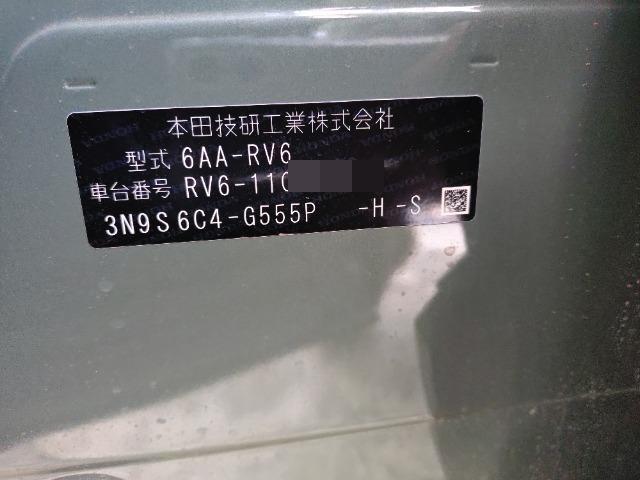 本田技研工業株式会社
型式 6AA-RV6
車台番号 RV6-110
3N9S6C4-G555P -H -S